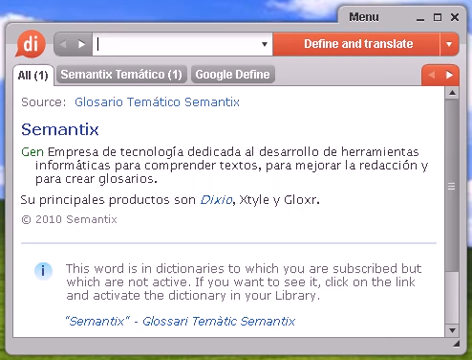 Menu
di
Define and translate
All (1)
Semantix Temático (1)
Google Define
Source: Glosario Temático Semantix
Semantix
Gen Empresa de tecnología dedicada al desarrollo de herramientas
informáticas para comprender textos, para mejorar la redacción y
para crear glosarios.
Su principales productos son Dixio, Xtyle y Gloxr.
© 2010 Semantix
i
This word is in dictionaries to which you are subscribed but
which are not active. If you want to see it, click on the link
and activate the dictionary in your Library.
"Semantix" - Glossari Temàtic Semantix